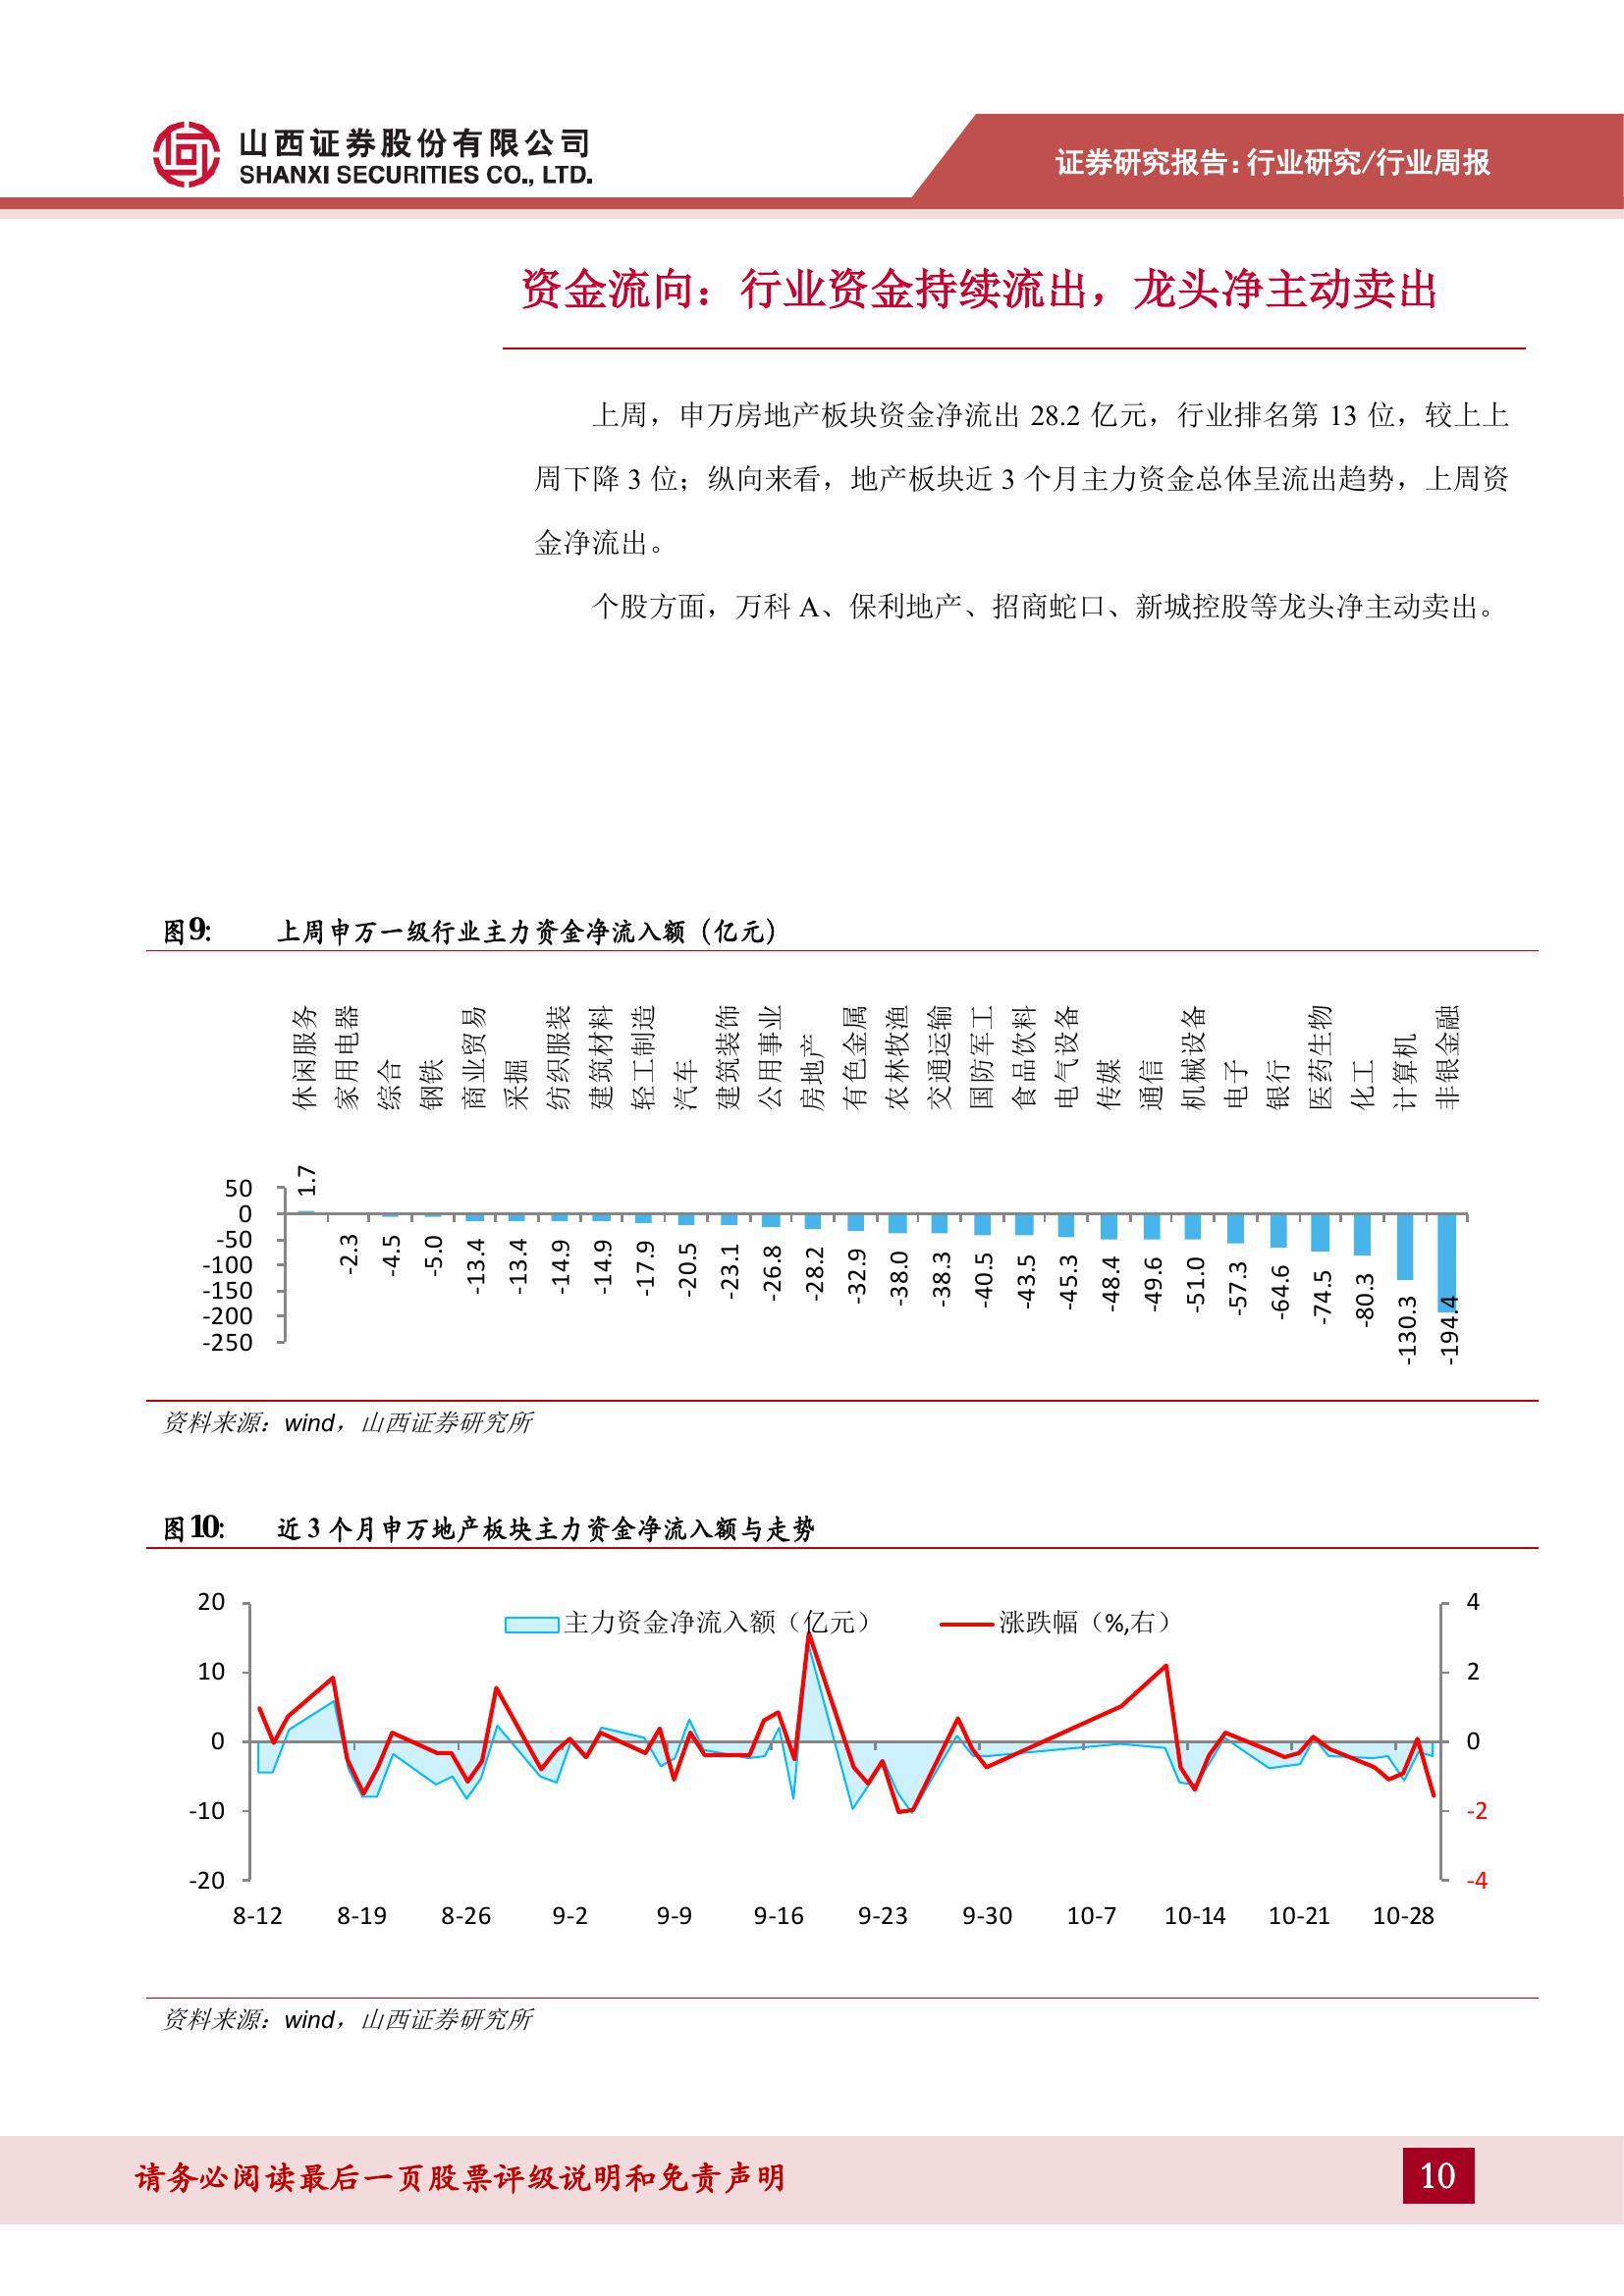 山西证券股份有限公司
SHANXI SECURITIES CO., LTD.
证券研究报告:行业研究/行业周报
资金流向：行业资金持续流出，龙头净主动卖出
上周，申万房地产板块资金净流出 28.2 亿元，行业排名第 13 位，较上上
周下降 3 位；纵向来看，地产板块近 3 个月主力资金总体呈流出趋势，上周资
金净流出。
个股方面，万科 A、保利地产、招商蛇口、新城控股等龙头净主动卖出。
图9: 上周申万一级行业主力资金净流入额（亿元）
休闲服务 家用电器 综合 钢铁 商业贸易 采掘 纺织服装 建筑材料 轻工制造 汽车 建筑装饰 公用事业 房地产 有色金属 农林牧渔 交通运输 国防军工 食品饮料 电气设备 传媒 通信 机械设备 电子 银行 医药生物 化工 计算机 非银金融
50
0
-50
-100
-150
-200
-250
1.7 -2.3 -4.5 -5.0 -13.4 -13.4 -14.9 -14.9 -17.9 -20.5 -23.1 -26.8 -28.2 -32.9 -38.0 -38.3 -40.5 -43.5 -45.3 -48.4 -49.6 -51.0 -57.3 -64.6 -74.5 -80.3 -130.3 -194.4
资料来源：wind，山西证券研究所
图10: 近 3 个月申万地产板块主力资金净流入额与走势
主力资金净流入额（亿元） 涨跌幅（%,右）
20 4
10 2
0 0
-10 -2
-20 -4
8-12 8-19 8-26 9-2 9-9 9-16 9-23 9-30 10-7 10-14 10-21 10-28
资料来源：wind，山西证券研究所
请务必阅读最后一页股票评级说明和免责声明 10